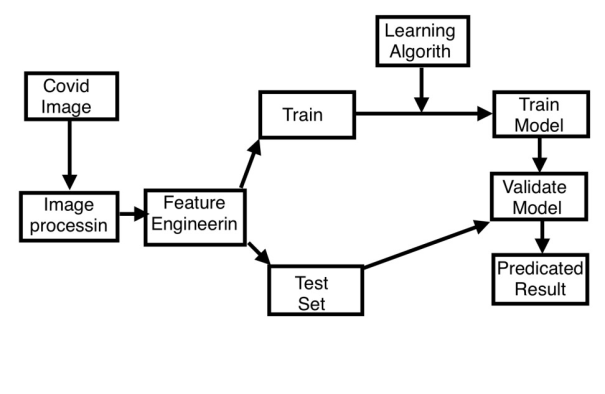 Learning
Algorith
Covid
Image
Train
Train
Model
Image
processin
Feature
Engineerin
Validate
Model
Test
Set
Predicated
Result